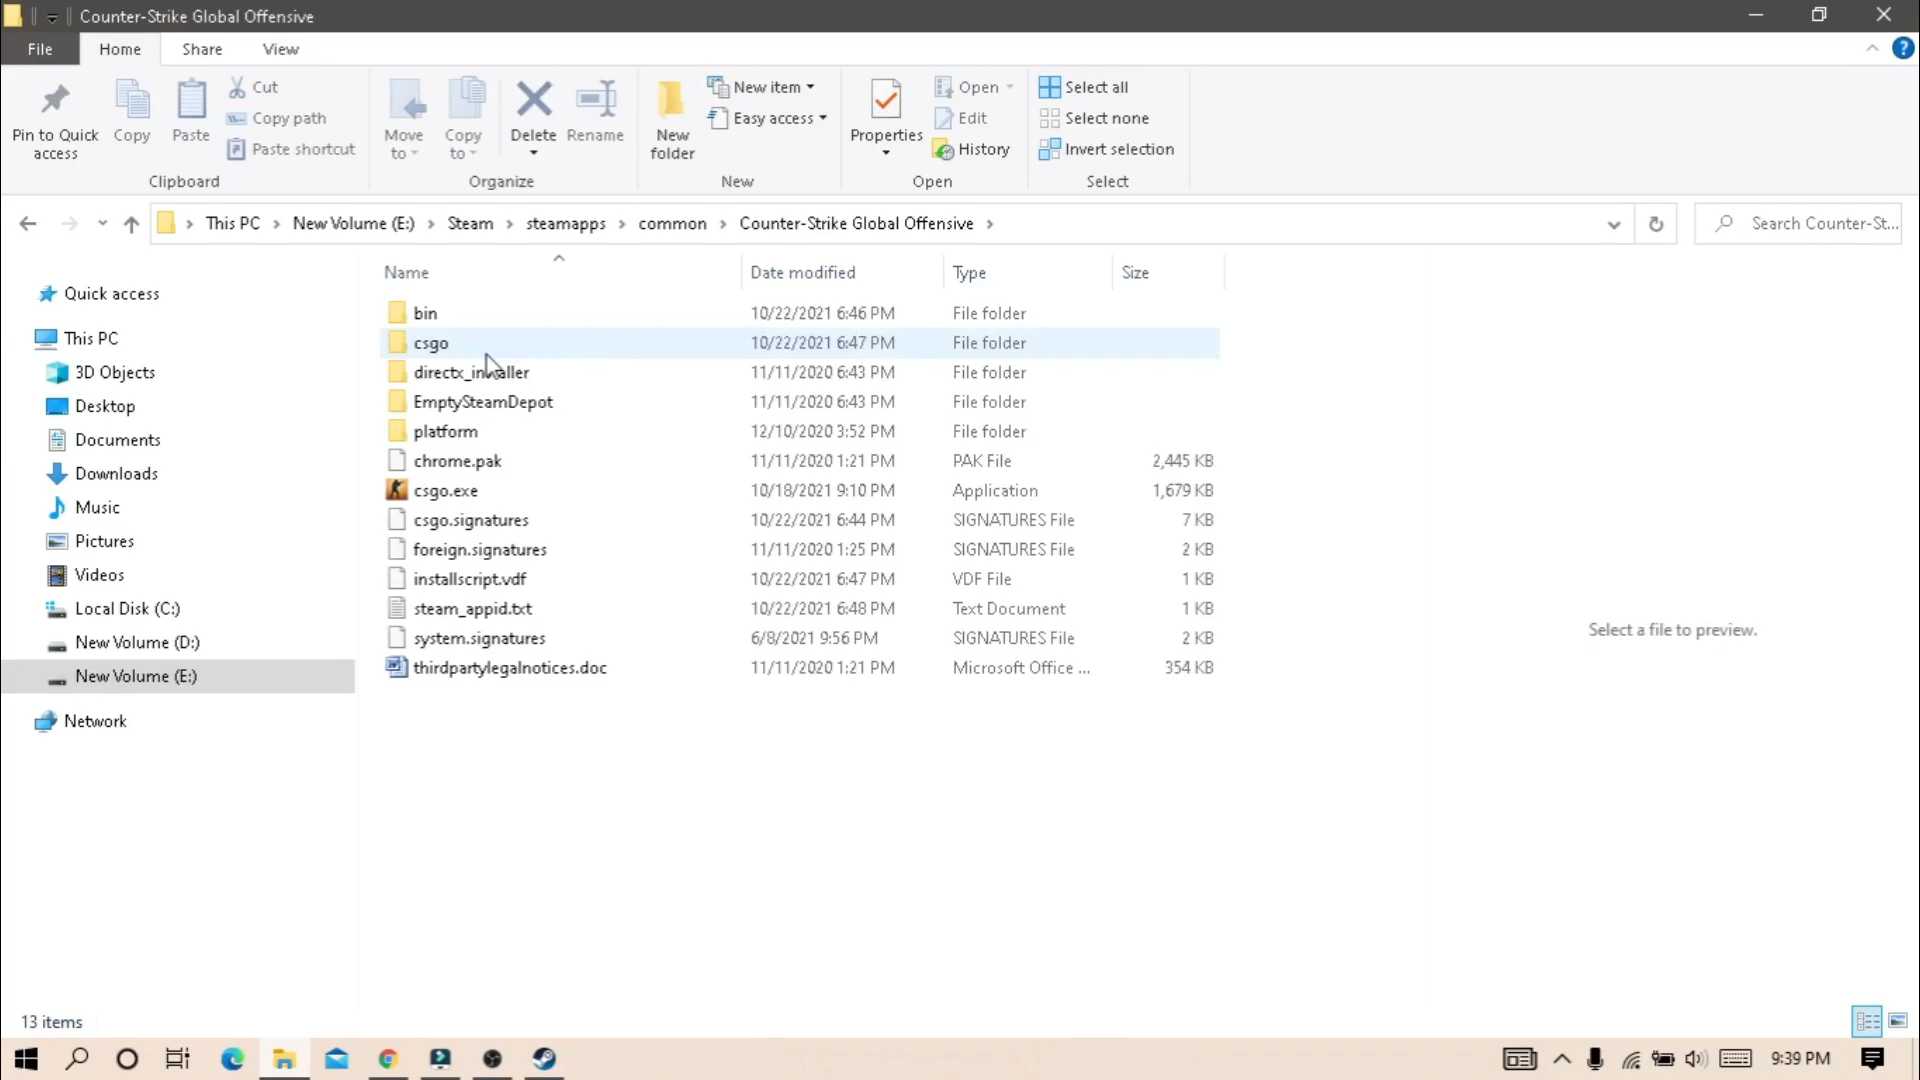 Counter-Strike Global Offensive
File Home Share View
Pin to Quick access
Copy
Paste
Cut
Copy path
Paste shortcut
Clipboard
Move to
Copy to
Delete
Rename
Organize
New folder
New item
Easy access
New
Properties
Open
Edit
History
Open
Select all
Select none
Invert selection
Select
This PC > New Volume (E:) > Steam > steamapps > common > Counter-Strike Global Offensive >
Search Counter-St...
Quick access
This PC
3D Objects
Desktop
Documents
Downloads
Music
Pictures
Videos
Local Disk (C:)
New Volume (D:)
New Volume (E:)
Network
Name Date modified Type Size
bin 10/22/2021 6:46 PM File folder
csgo 10/22/2021 6:47 PM File folder
directx_installer 11/11/2020 6:43 PM File folder
EmptySteamDepot 11/11/2020 6:43 PM File folder
platform 12/10/2020 3:52 PM File folder
chrome.pak 11/11/2020 1:21 PM PAK File 2,445 KB
csgo.exe 10/18/2021 9:10 PM Application 1,679 KB
csgo.signatures 10/22/2021 6:44 PM SIGNATURES File 7 KB
foreign.signatures 11/11/2020 1:25 PM SIGNATURES File 2 KB
installscript.vdf 10/22/2021 6:47 PM VDF File 1 KB
steam_appid.txt 10/22/2021 6:48 PM Text Document 1 KB
system.signatures 6/8/2021 9:56 PM SIGNATURES File 2 KB
thirdpartylegalnotices.doc 11/11/2020 1:21 PM Microsoft Office ... 354 KB
Select a file to preview.
13 items
9:39 PM